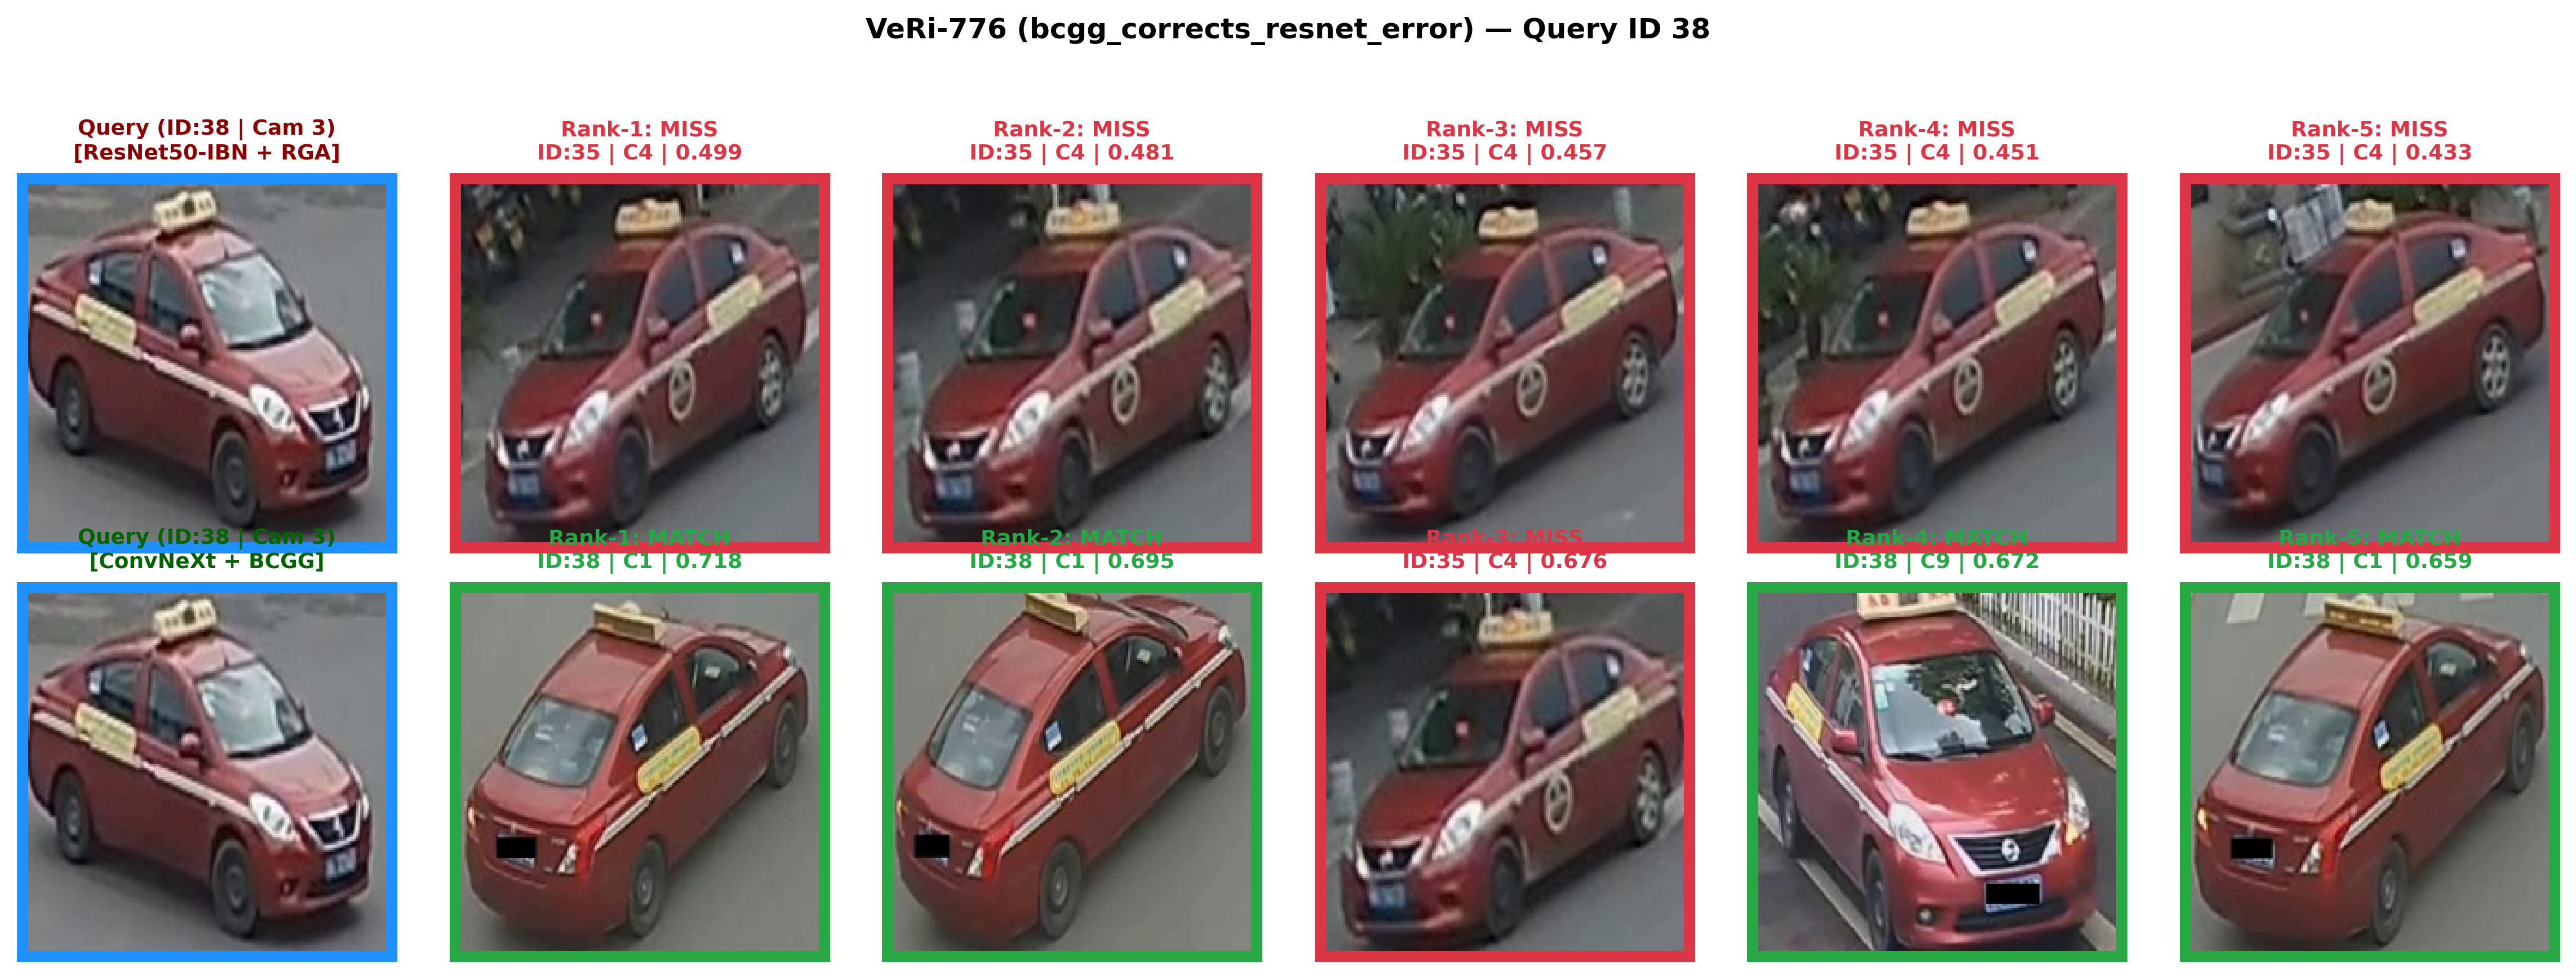 VeRi-776 (bcgg_corrects_resnet_error) — Query ID 38
Query (ID:38 | Cam 3)
[ResNet50-IBN + RGA]
Rank-1: MISS
ID:35 | C4 | 0.499
Rank-2: MISS
ID:35 | C4 | 0.481
Rank-3: MISS
ID:35 | C4 | 0.457
Rank-4: MISS
ID:35 | C4 | 0.451
Rank-5: MISS
ID:35 | C4 | 0.433
Query (ID:38 | Cam 3)
[ConvNeXt + BCGG]
Rank-1: MATCH
ID:38 | C1 | 0.718
Rank-2: MATCH
ID:38 | C1 | 0.695
Rank-3: MISS
ID:35 | C4 | 0.676
Rank-4: MATCH
ID:38 | C9 | 0.672
Rank-5: MATCH
ID:38 | C1 | 0.659